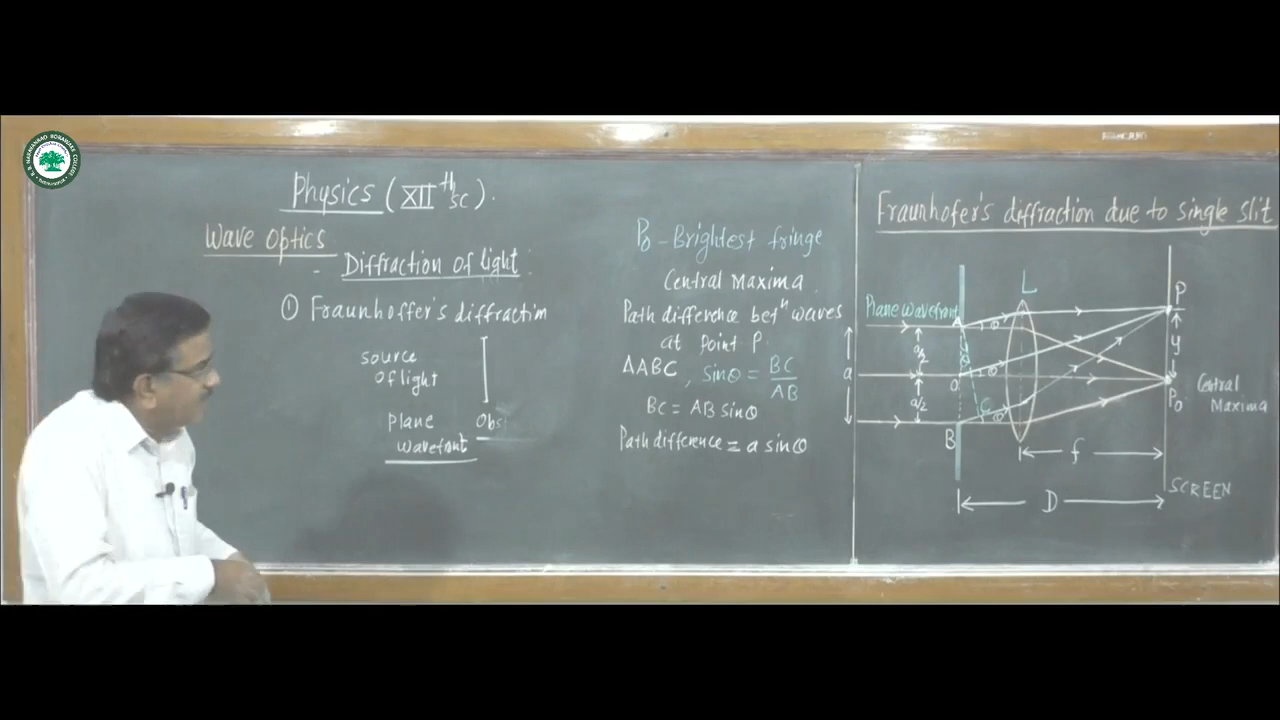 Physics (XII th sc).
Wave Optics
- Diffraction of light
① Fraunhoffer's diffraction
source
of light
Plane
wavefront
Obs
P₀ - Brightest fringe
Central Maxima
Path difference betⁿ waves
at point P.
ΔABC, sinθ = BC/AB
BC = AB sinθ
Path difference = a sinθ
Fraunhofer's diffraction due to single slit
L
P
Plane wavefront
A
θ
θ
a/2
y
a
O
θ
P₀
Central
Maxima
a/2
C
θ
B
f
SCREEN
D